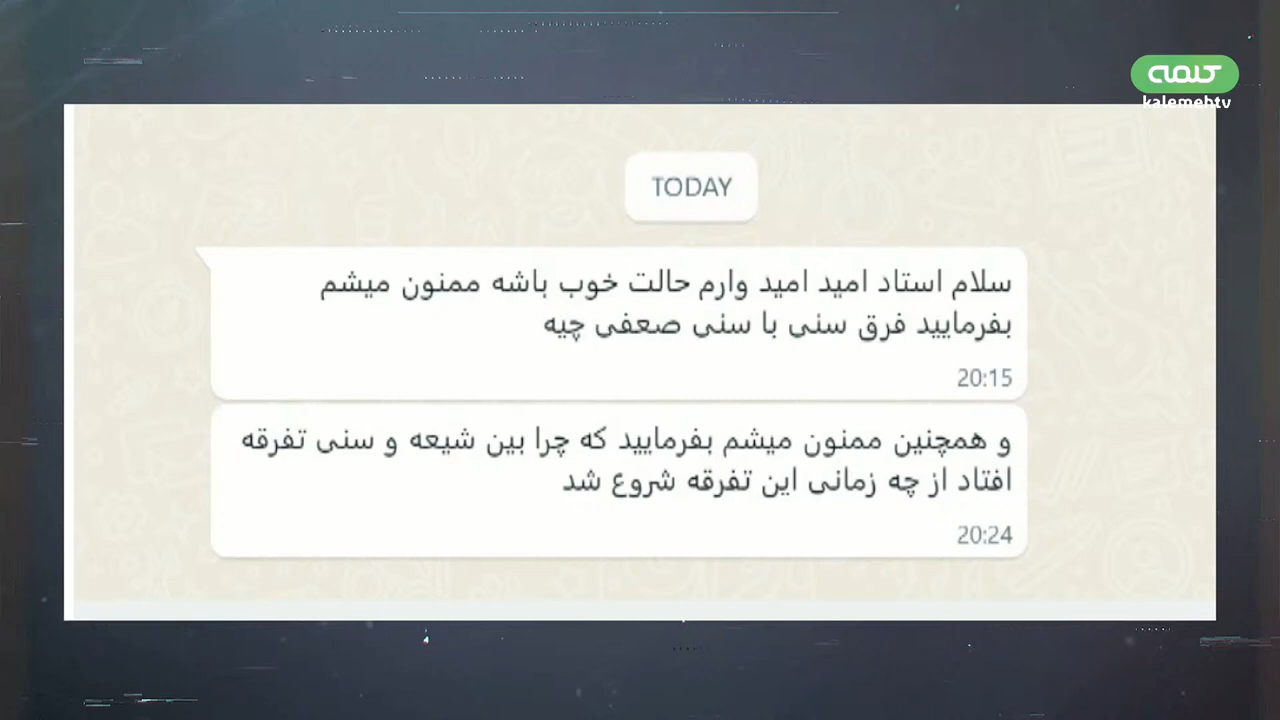 کلمه
kalemehtv
TODAY
سلام استاد امید امید وارم حالت خوب باشه ممنون میشم
بفرمایید فرق سنی با سنی صعفی چیه
20:15
و همچنین ممنون میشم بفرمایید که چرا بین شیعه و سنی تفرقه
افتاد از چه زمانی این تفرقه شروع شد
20:24